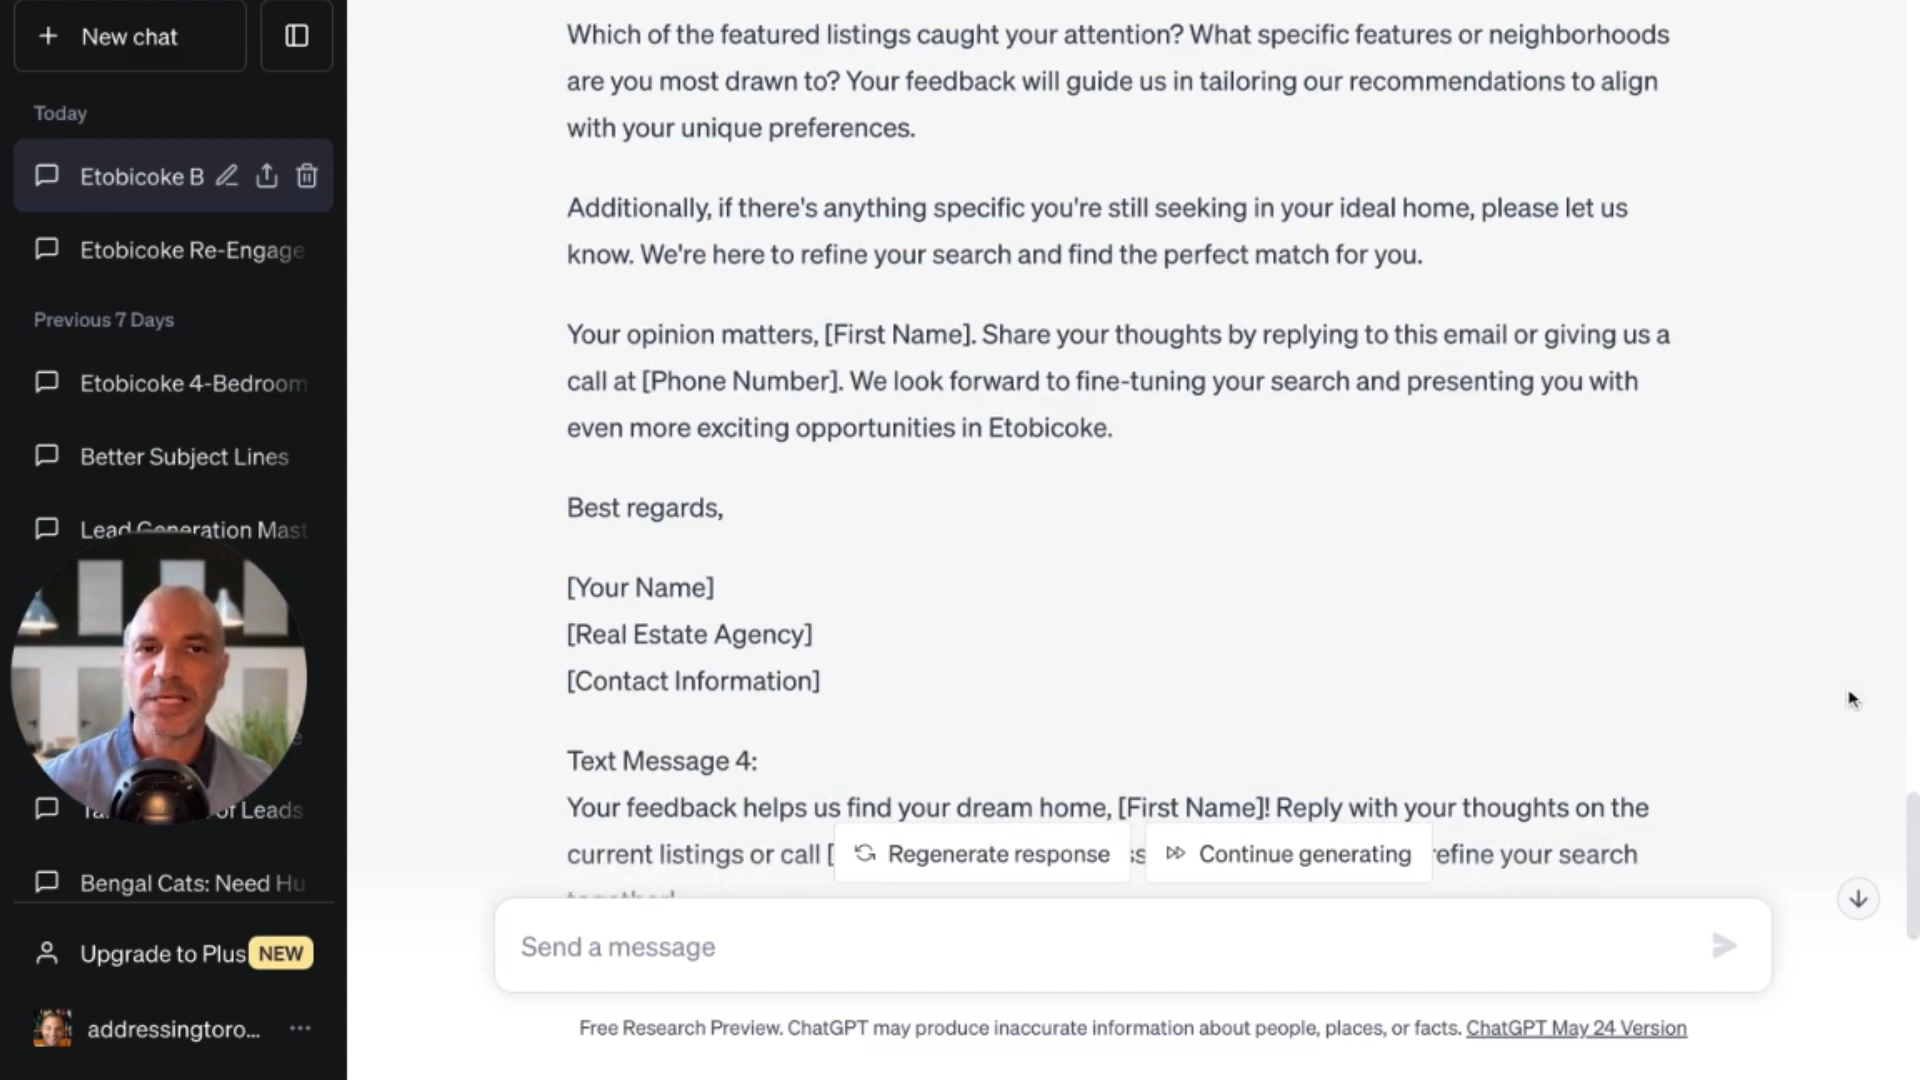 New chat
Today
Etobicoke B
Etobicoke Re-Engage
Previous 7 Days
Etobicoke 4-Bedroom
Better Subject Lines
Lead Generation Mast
of Leads
Bengal Cats: Need Hu
Upgrade to Plus NEW
addressingtoro...
Which of the featured listings caught your attention? What specific features or neighborhoods
are you most drawn to? Your feedback will guide us in tailoring our recommendations to align
with your unique preferences.
Additionally, if there's anything specific you're still seeking in your ideal home, please let us
know. We're here to refine your search and find the perfect match for you.
Your opinion matters, [First Name]. Share your thoughts by replying to this email or giving us a
call at [Phone Number]. We look forward to fine-tuning your search and presenting you with
even more exciting opportunities in Etobicoke.
Best regards,
[Your Name]
[Real Estate Agency]
[Contact Information]
Text Message 4:
Your feedback helps us find your dream home, [First Name]! Reply with your thoughts on the
current listings or call [ refine your search
Regenerate response
Continue generating
Send a message
Free Research Preview. ChatGPT may produce inaccurate information about people, places, or facts. ChatGPT May 24 Version